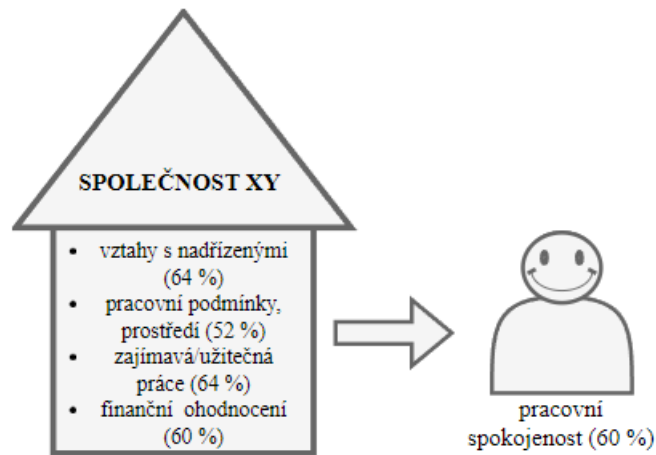 SPOLEČNOST XY
• vztahy s nadřízenými
(64 %)
• pracovní podmínky,
prostředí (52 %)
• zajímavá/užitečná
práce (64 %)
• finanční ohodnocení
(60 %)
pracovní
spokojenost (60 %)